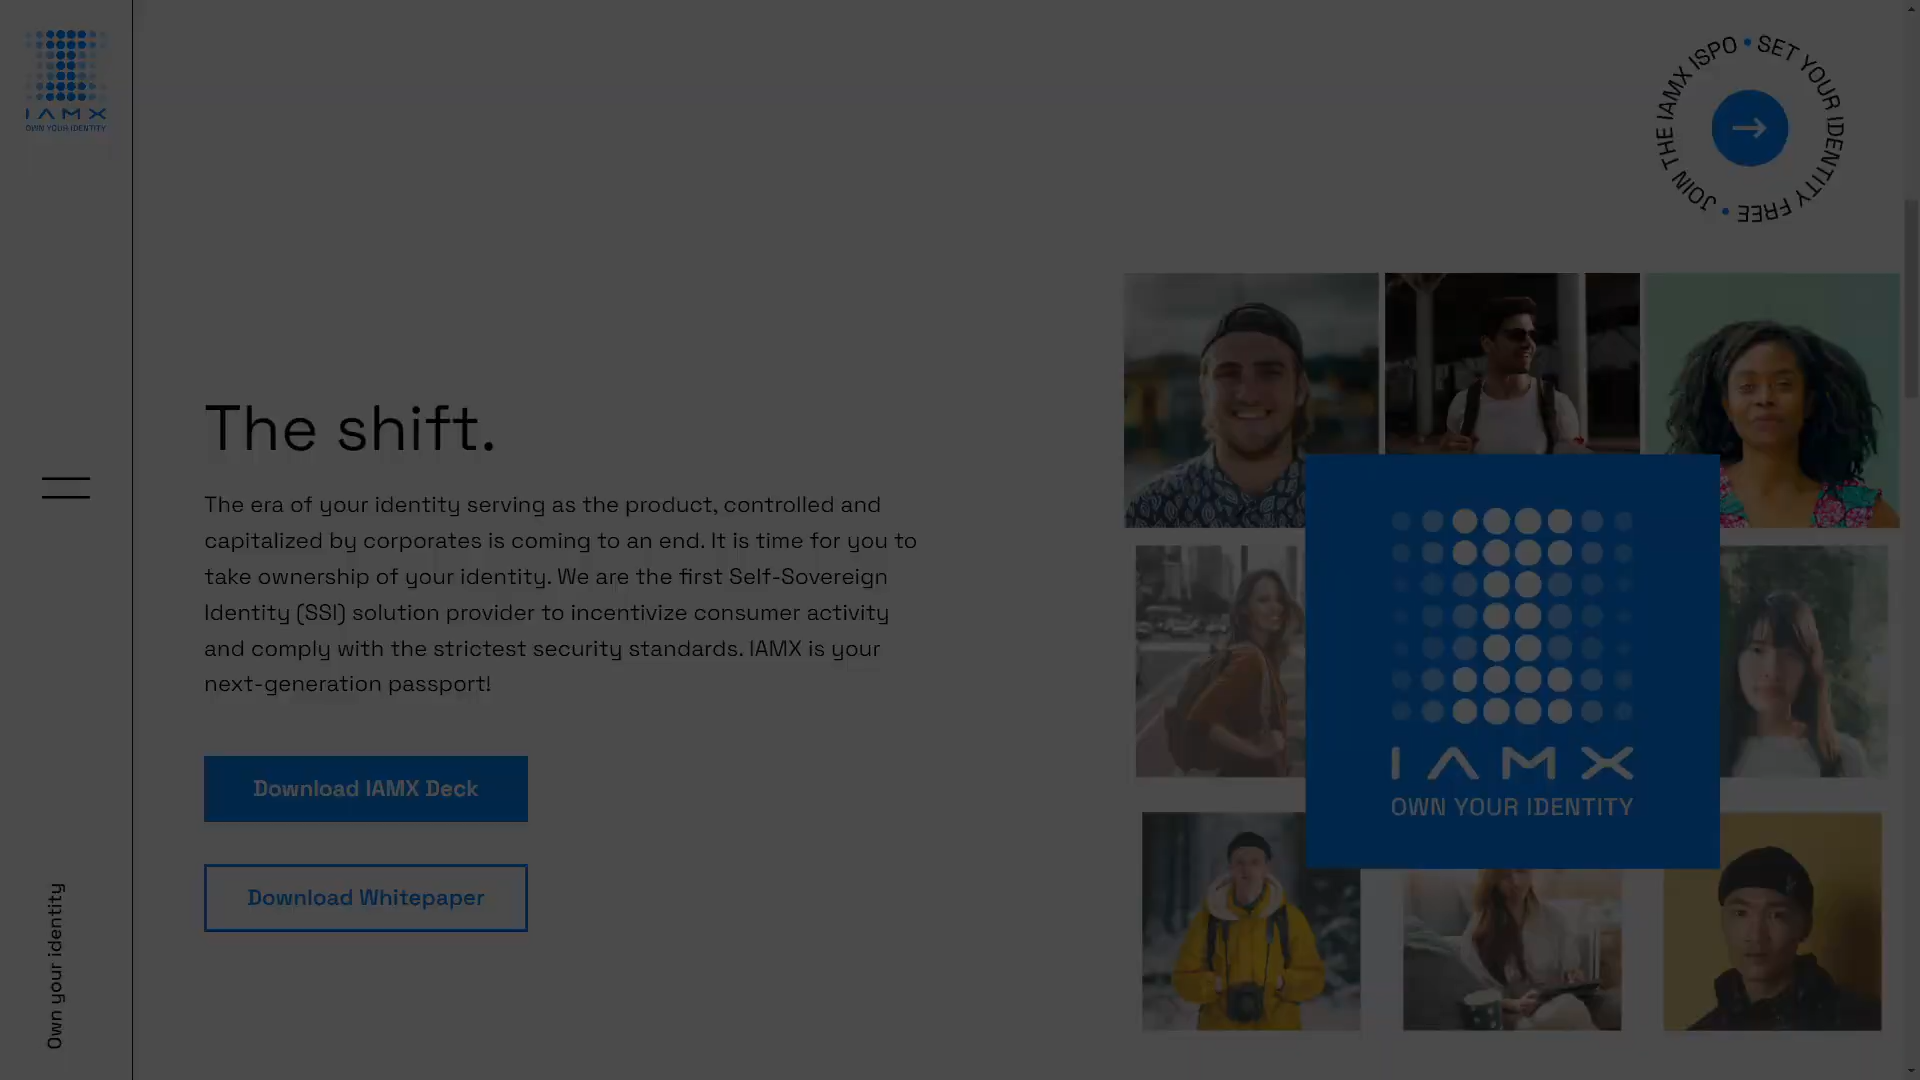 IAMX
OWN YOUR IDENTITY
JOIN THE IAMX ISPO • SET YOUR IDENTITY FREE •
The shift.
The era of your identity serving as the product, controlled and
capitalized by corporates is coming to an end. It is time for you to
take ownership of your identity. We are the first Self-Sovereign
Identity (SSI) solution provider to incentivize consumer activity
and comply with the strictest security standards. IAMX is your
next-generation passport!
Download IAMX Deck
Download Whitepaper
IAMX
OWN YOUR IDENTITY
Own your identity